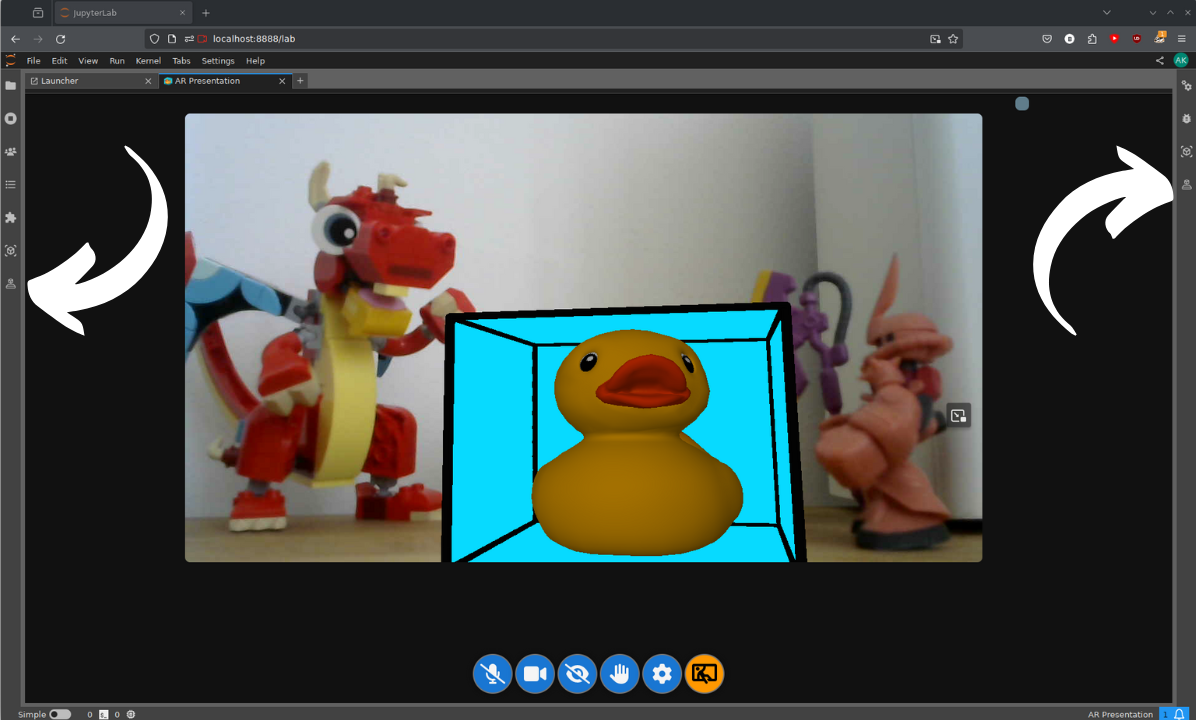 JupyterLab
localhost:8888/lab
1
File Edit View Run Kernel Tabs Settings Help
AK
Launcher
AR Presentation
Simple 0 0
AR Presentation 1